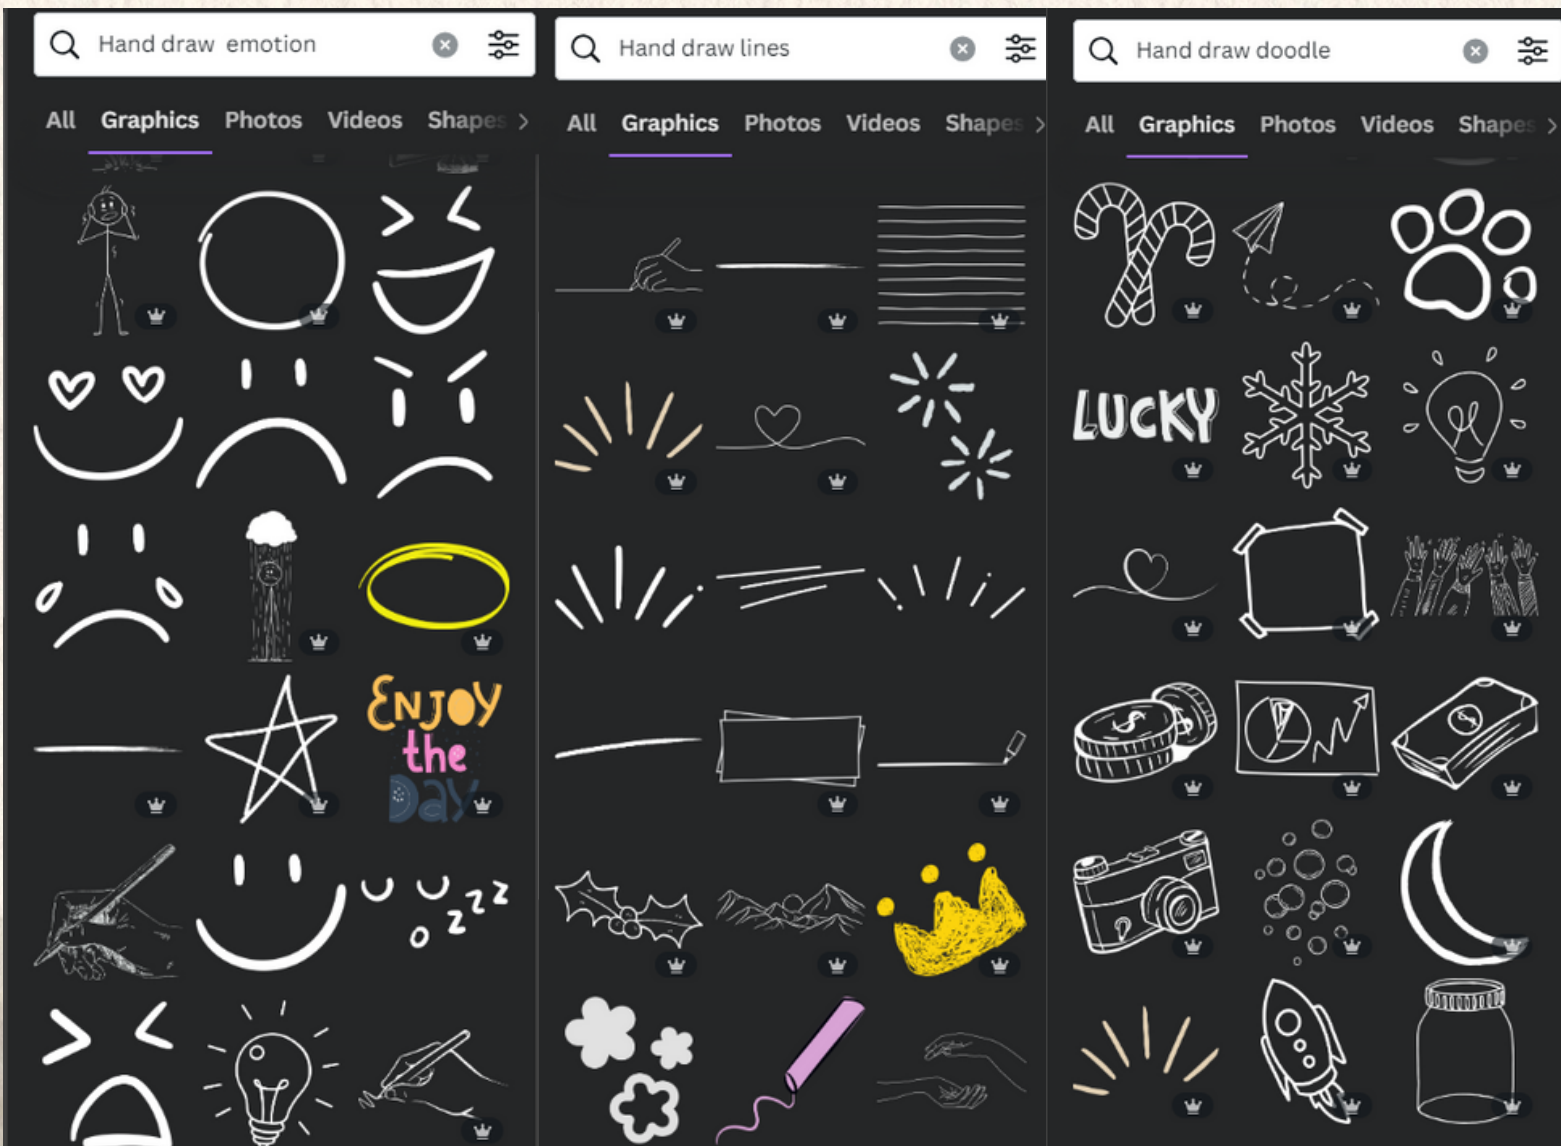 Hand draw  emotion
All Graphics Photos Videos Shapes
ENJOY
the
Day
zzz
Hand draw lines
All Graphics Photos Videos Shapes
Hand draw doodle
All Graphics Photos Videos Shapes
LUCKY
$
$